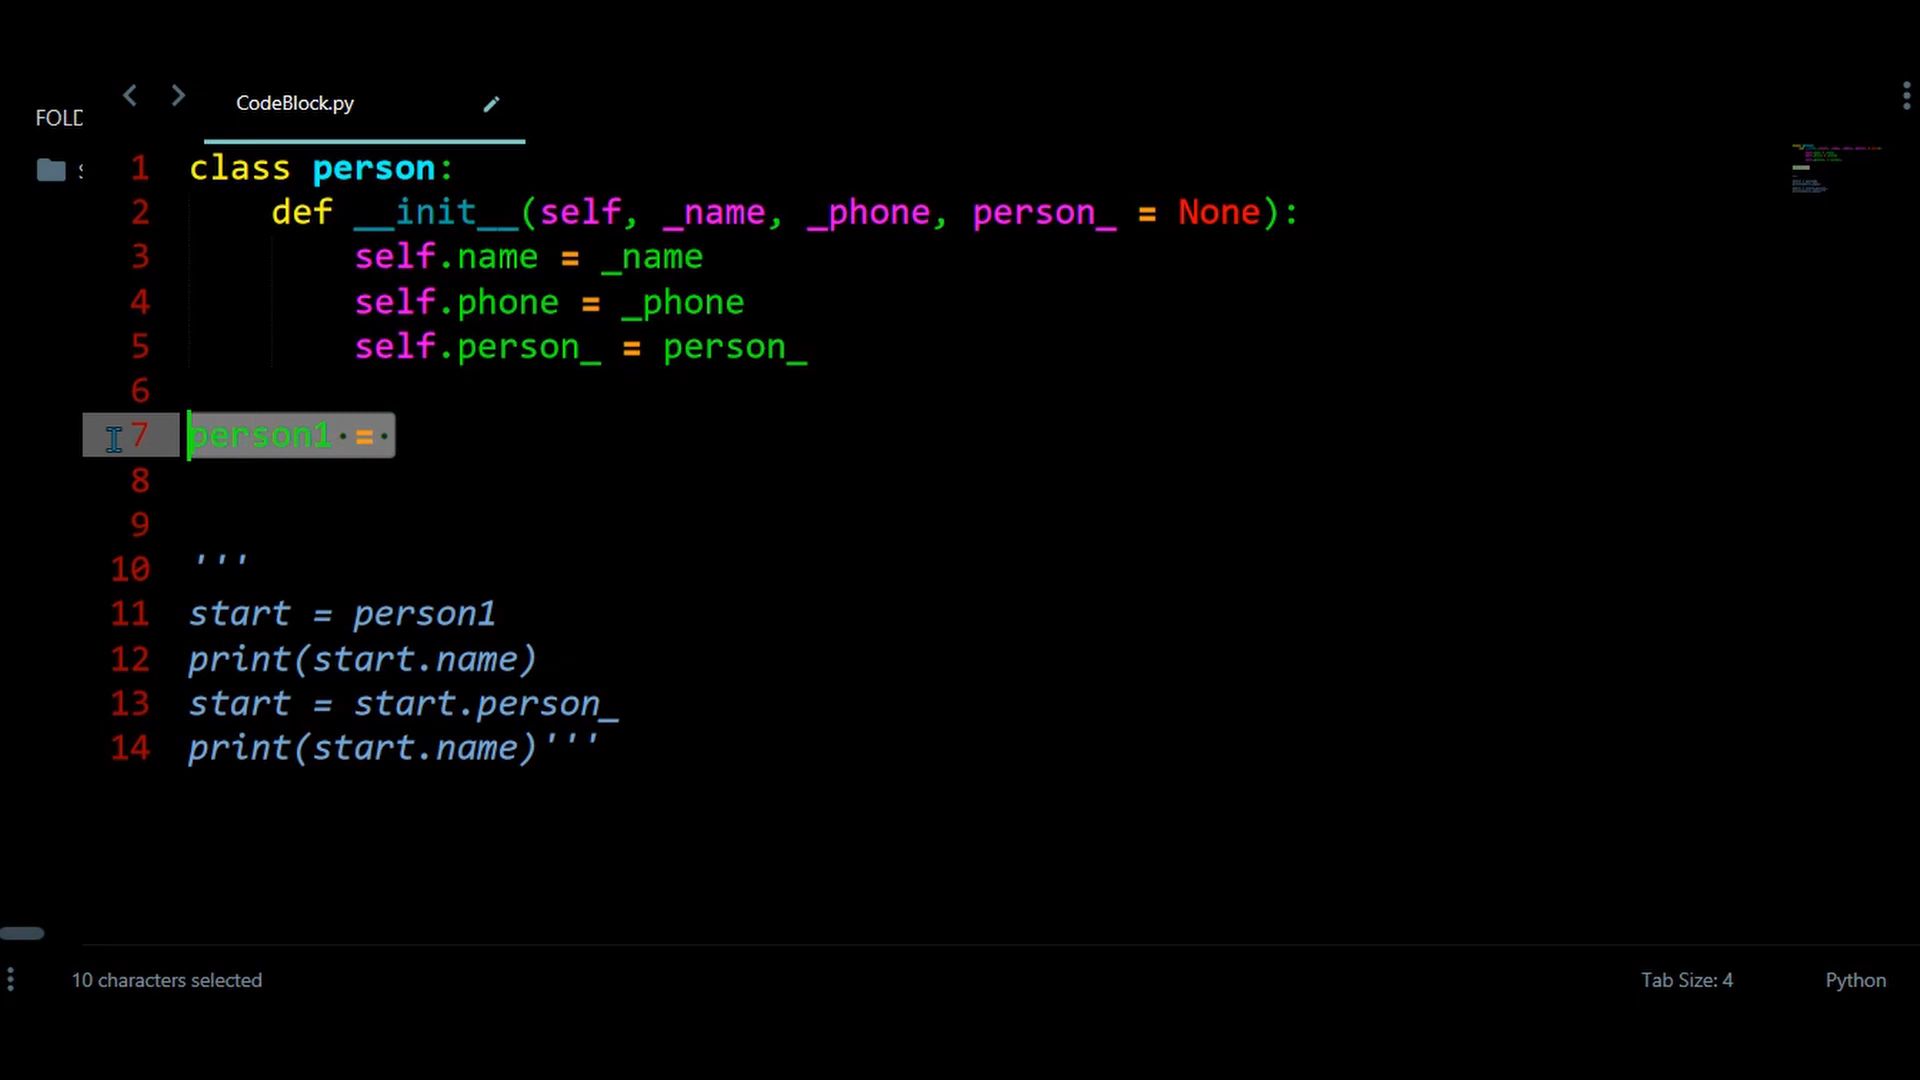 CodeBlock.py
FOLD
1 class person:
2 def __init__(self, _name, _phone, person_ = None):
3 self.name = _name
4 self.phone = _phone
5 self.person_ = person_
6
7 person1 =
8
9
10 '''
11 start = person1
12 print(start.name)
13 start = start.person_
14 print(start.name)'''
10 characters selected
Tab Size: 4
Python